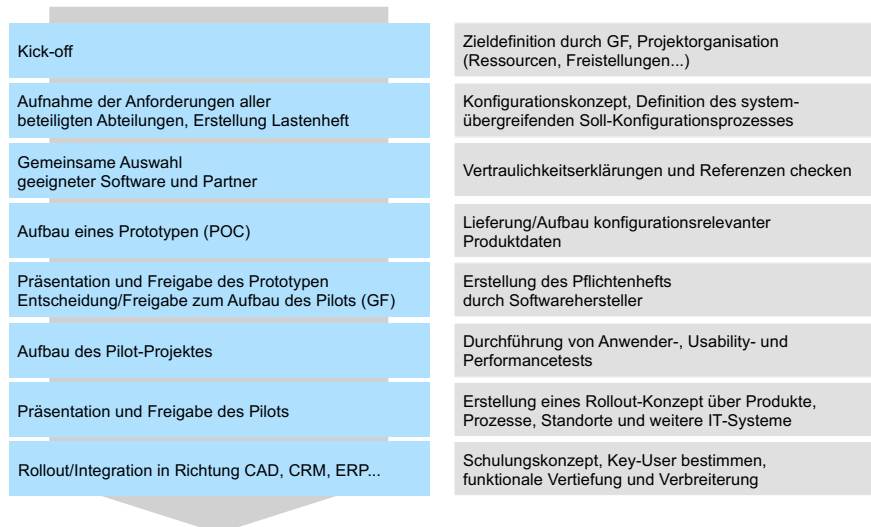 Kick-off
Zieldefinition durch GF, Projektorganisation
(Ressourcen, Freistellungen...)
Aufnahme der Anforderungen aller
beteiligten Abteilungen, Erstellung Lastenheft
Konfigurationskonzept, Definition des system-
übergreifenden Soll-Konfigurationsprozesses
Gemeinsame Auswahl
geeigneter Software und Partner
Vertraulichkeitserklärungen und Referenzen checken
Aufbau eines Prototypen (POC)
Lieferung/Aufbau konfigurationsrelevanter
Produktdaten
Präsentation und Freigabe des Prototypen
Entscheidung/Freigabe zum Aufbau des Pilots (GF)
Erstellung des Pflichtenhefts
durch Softwarehersteller
Aufbau des Pilot-Projektes
Durchführung von Anwender-, Usability- und
Performancetests
Präsentation und Freigabe des Pilots
Erstellung eines Rollout-Konzept über Produkte,
Prozesse, Standorte und weitere IT-Systeme
Rollout/Integration in Richtung CAD, CRM, ERP...
Schulungskonzept, Key-User bestimmen,
funktionale Vertiefung und Verbreiterung